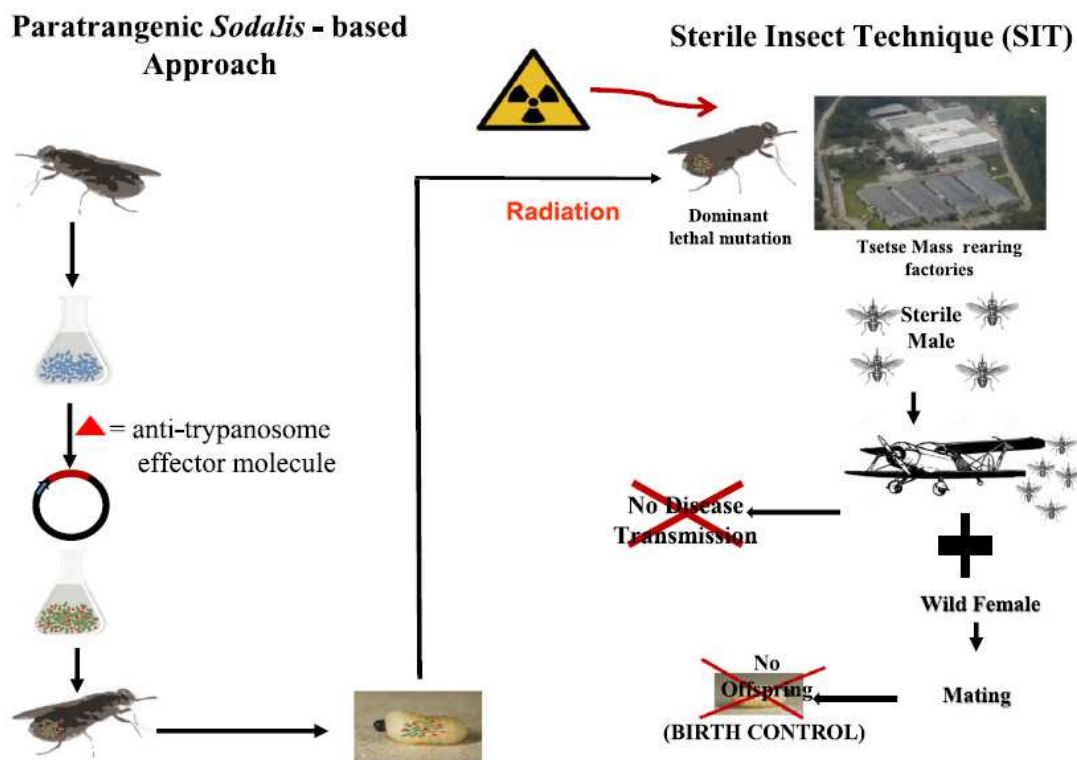 Paratrangenic Sodalis - based
Approach
= anti-trypanosome
effector molecule
Sterile Insect Technique (SIT)
Radiation
Dominant
lethal mutation
Tsetse Mass rearing
factories
Sterile
Male
No Disease
Transmission
Wild Female
Mating
No
Offspring
(BIRTH CONTROL)